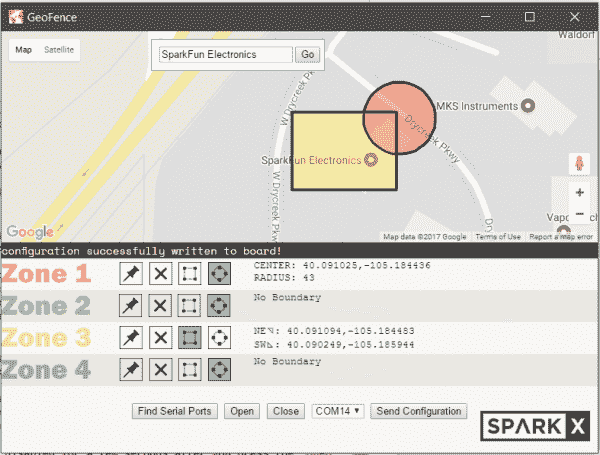 GeoFence
Map Satellite
SparkFun Electronics Go
Waldorf
W Drycreek Pkwy
MKS Instruments
Drycreek Pkwy
SparkFun Electronics
W Drycreek Pkwy
Google
Map data ©2017 Google Terms of Use Report a map error
Configuration successfully written to board!
Zone 1
CENTER: 40.091025,-105.184436
RADIUS: 43
Zone 2
No Boundary
Zone 3
NE◹: 40.091094,-105.184483
SW◺: 40.090249,-105.185944
Zone 4
No Boundary
Find Serial Ports Open Close COM14 Send Configuration
SPARK X